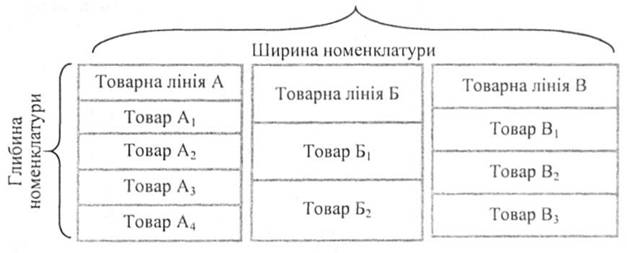 Ширина номенклатури
Глибина
номенклатури
Товарна лінія А
Товар А₁
Товар А₂
Товар А₃
Товар А₄
Товарна лінія Б
Товар Б₁
Товар Б₂
Товарна лінія В
Товар В₁
Товар В₂
Товар В₃